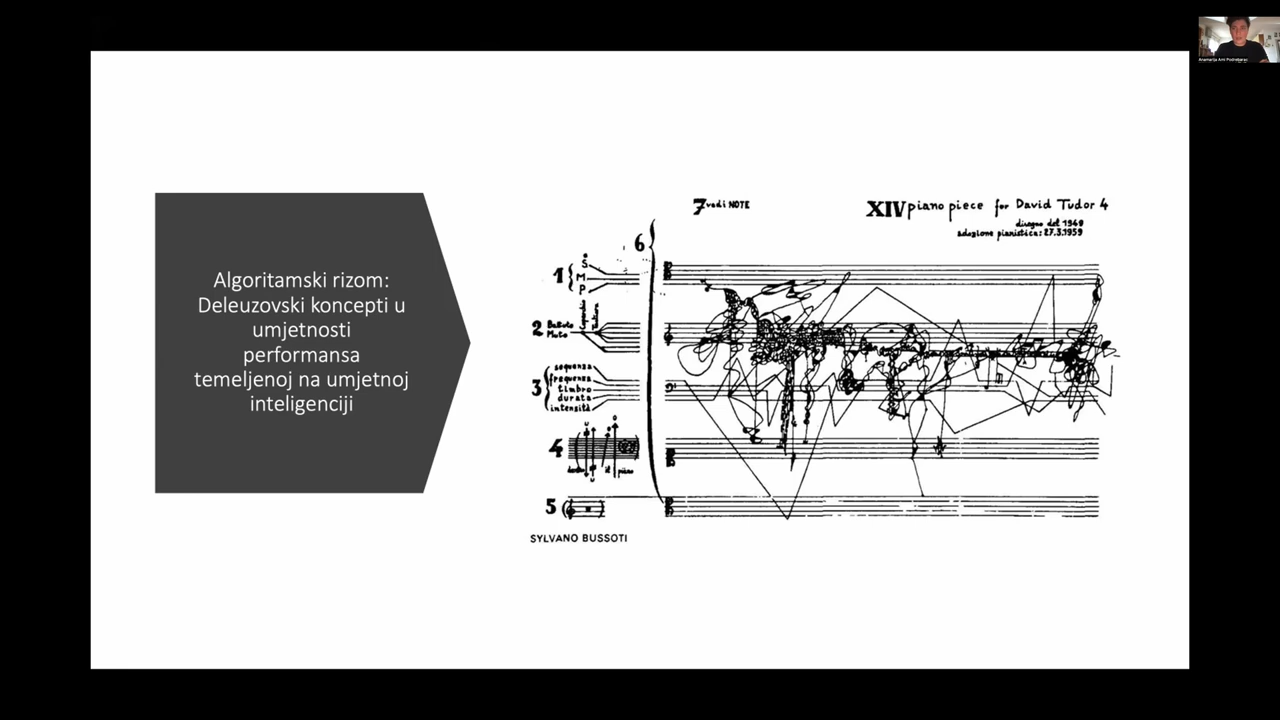 Algoritamski rizom:
Deleuzovski koncepti u
umjetnosti
performansa
temeljenoj na umjetnoj
inteligenciji
7 vedi NOTE
XIV piano piece for David Tudor 4
disegno del 1949
adozione pianistica: 27.3.1959
6
1
S
M
P
2
3
sequenza
frequenza
timbro
durata
intensità
4
il piano
5
SYLVANO BUSSOTI